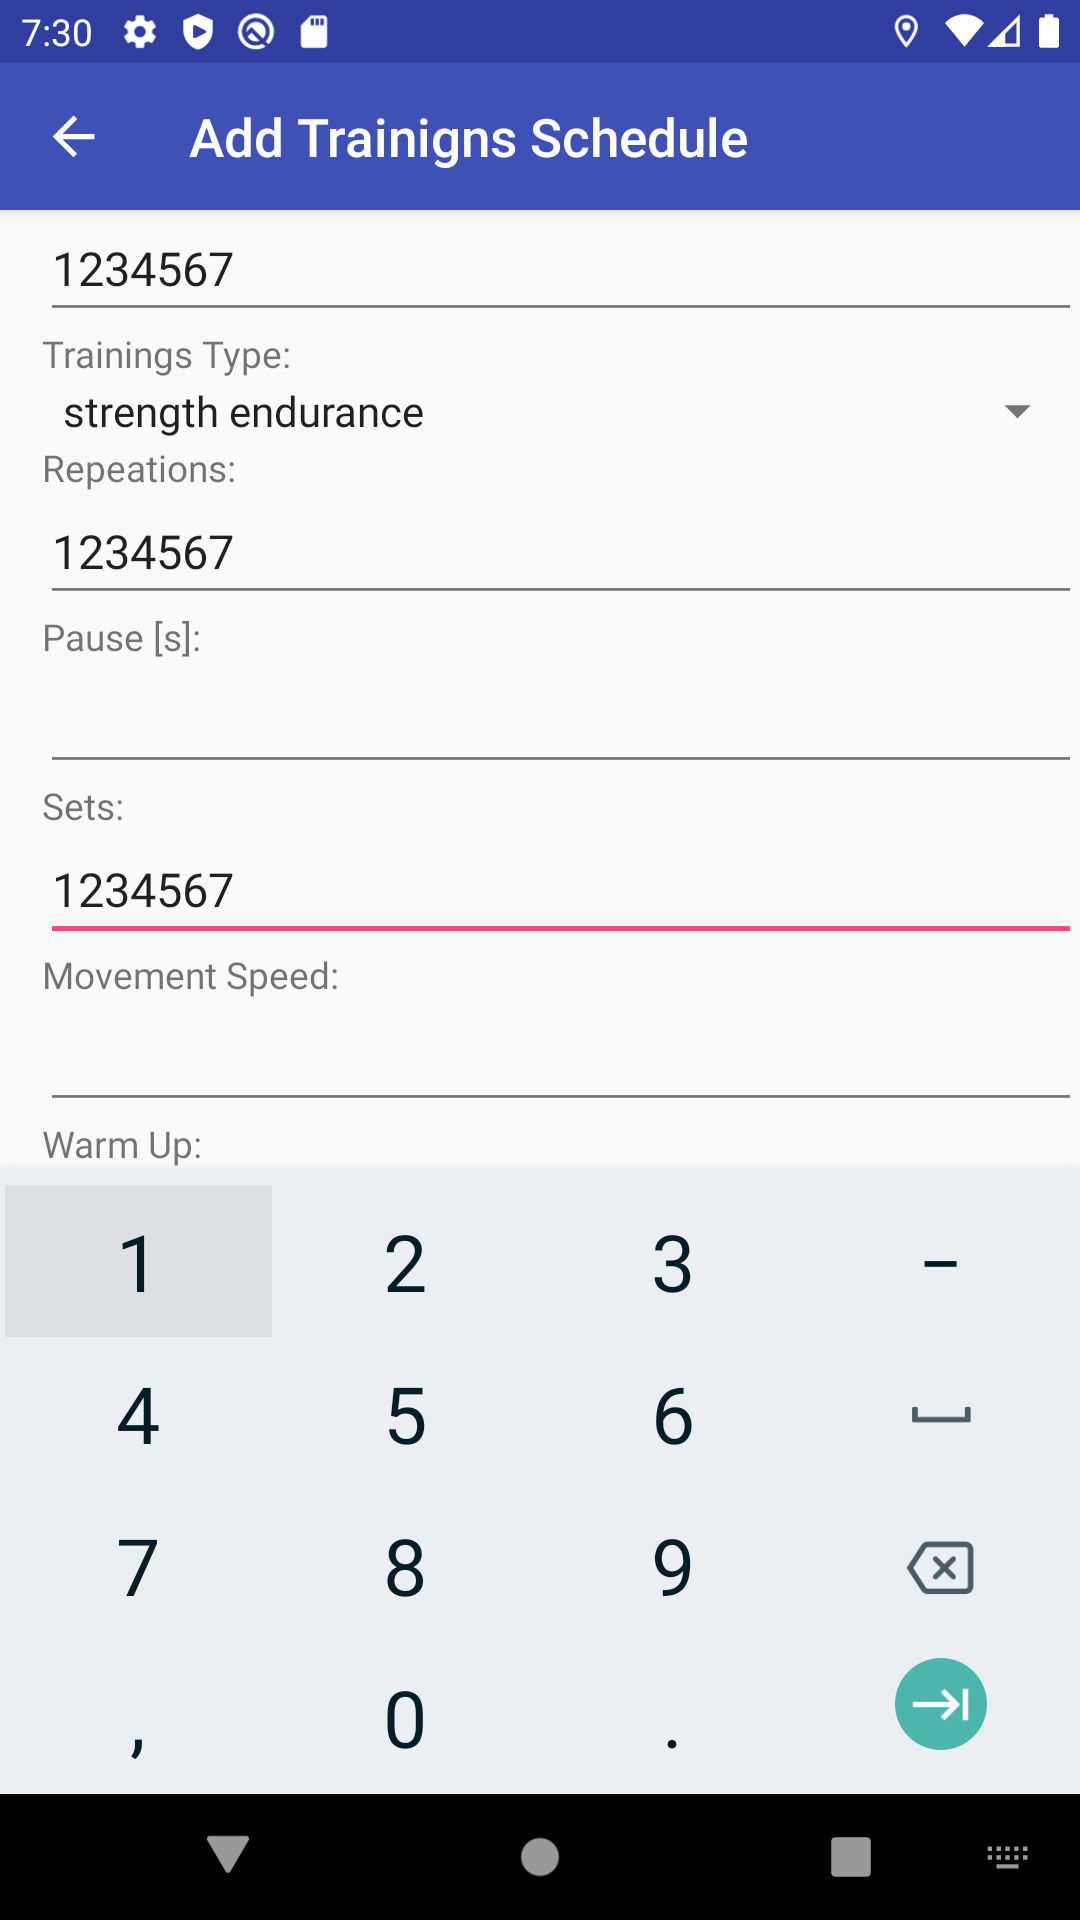 7:30
Add Trainigns Schedule
1234567
Trainings Type:
strength endurance
Repeations:
1234567
Pause [s]:
Sets:
1234567
Movement Speed:
Warm Up:
1 2 3 –
4 5 6
7 8 9
, 0 .